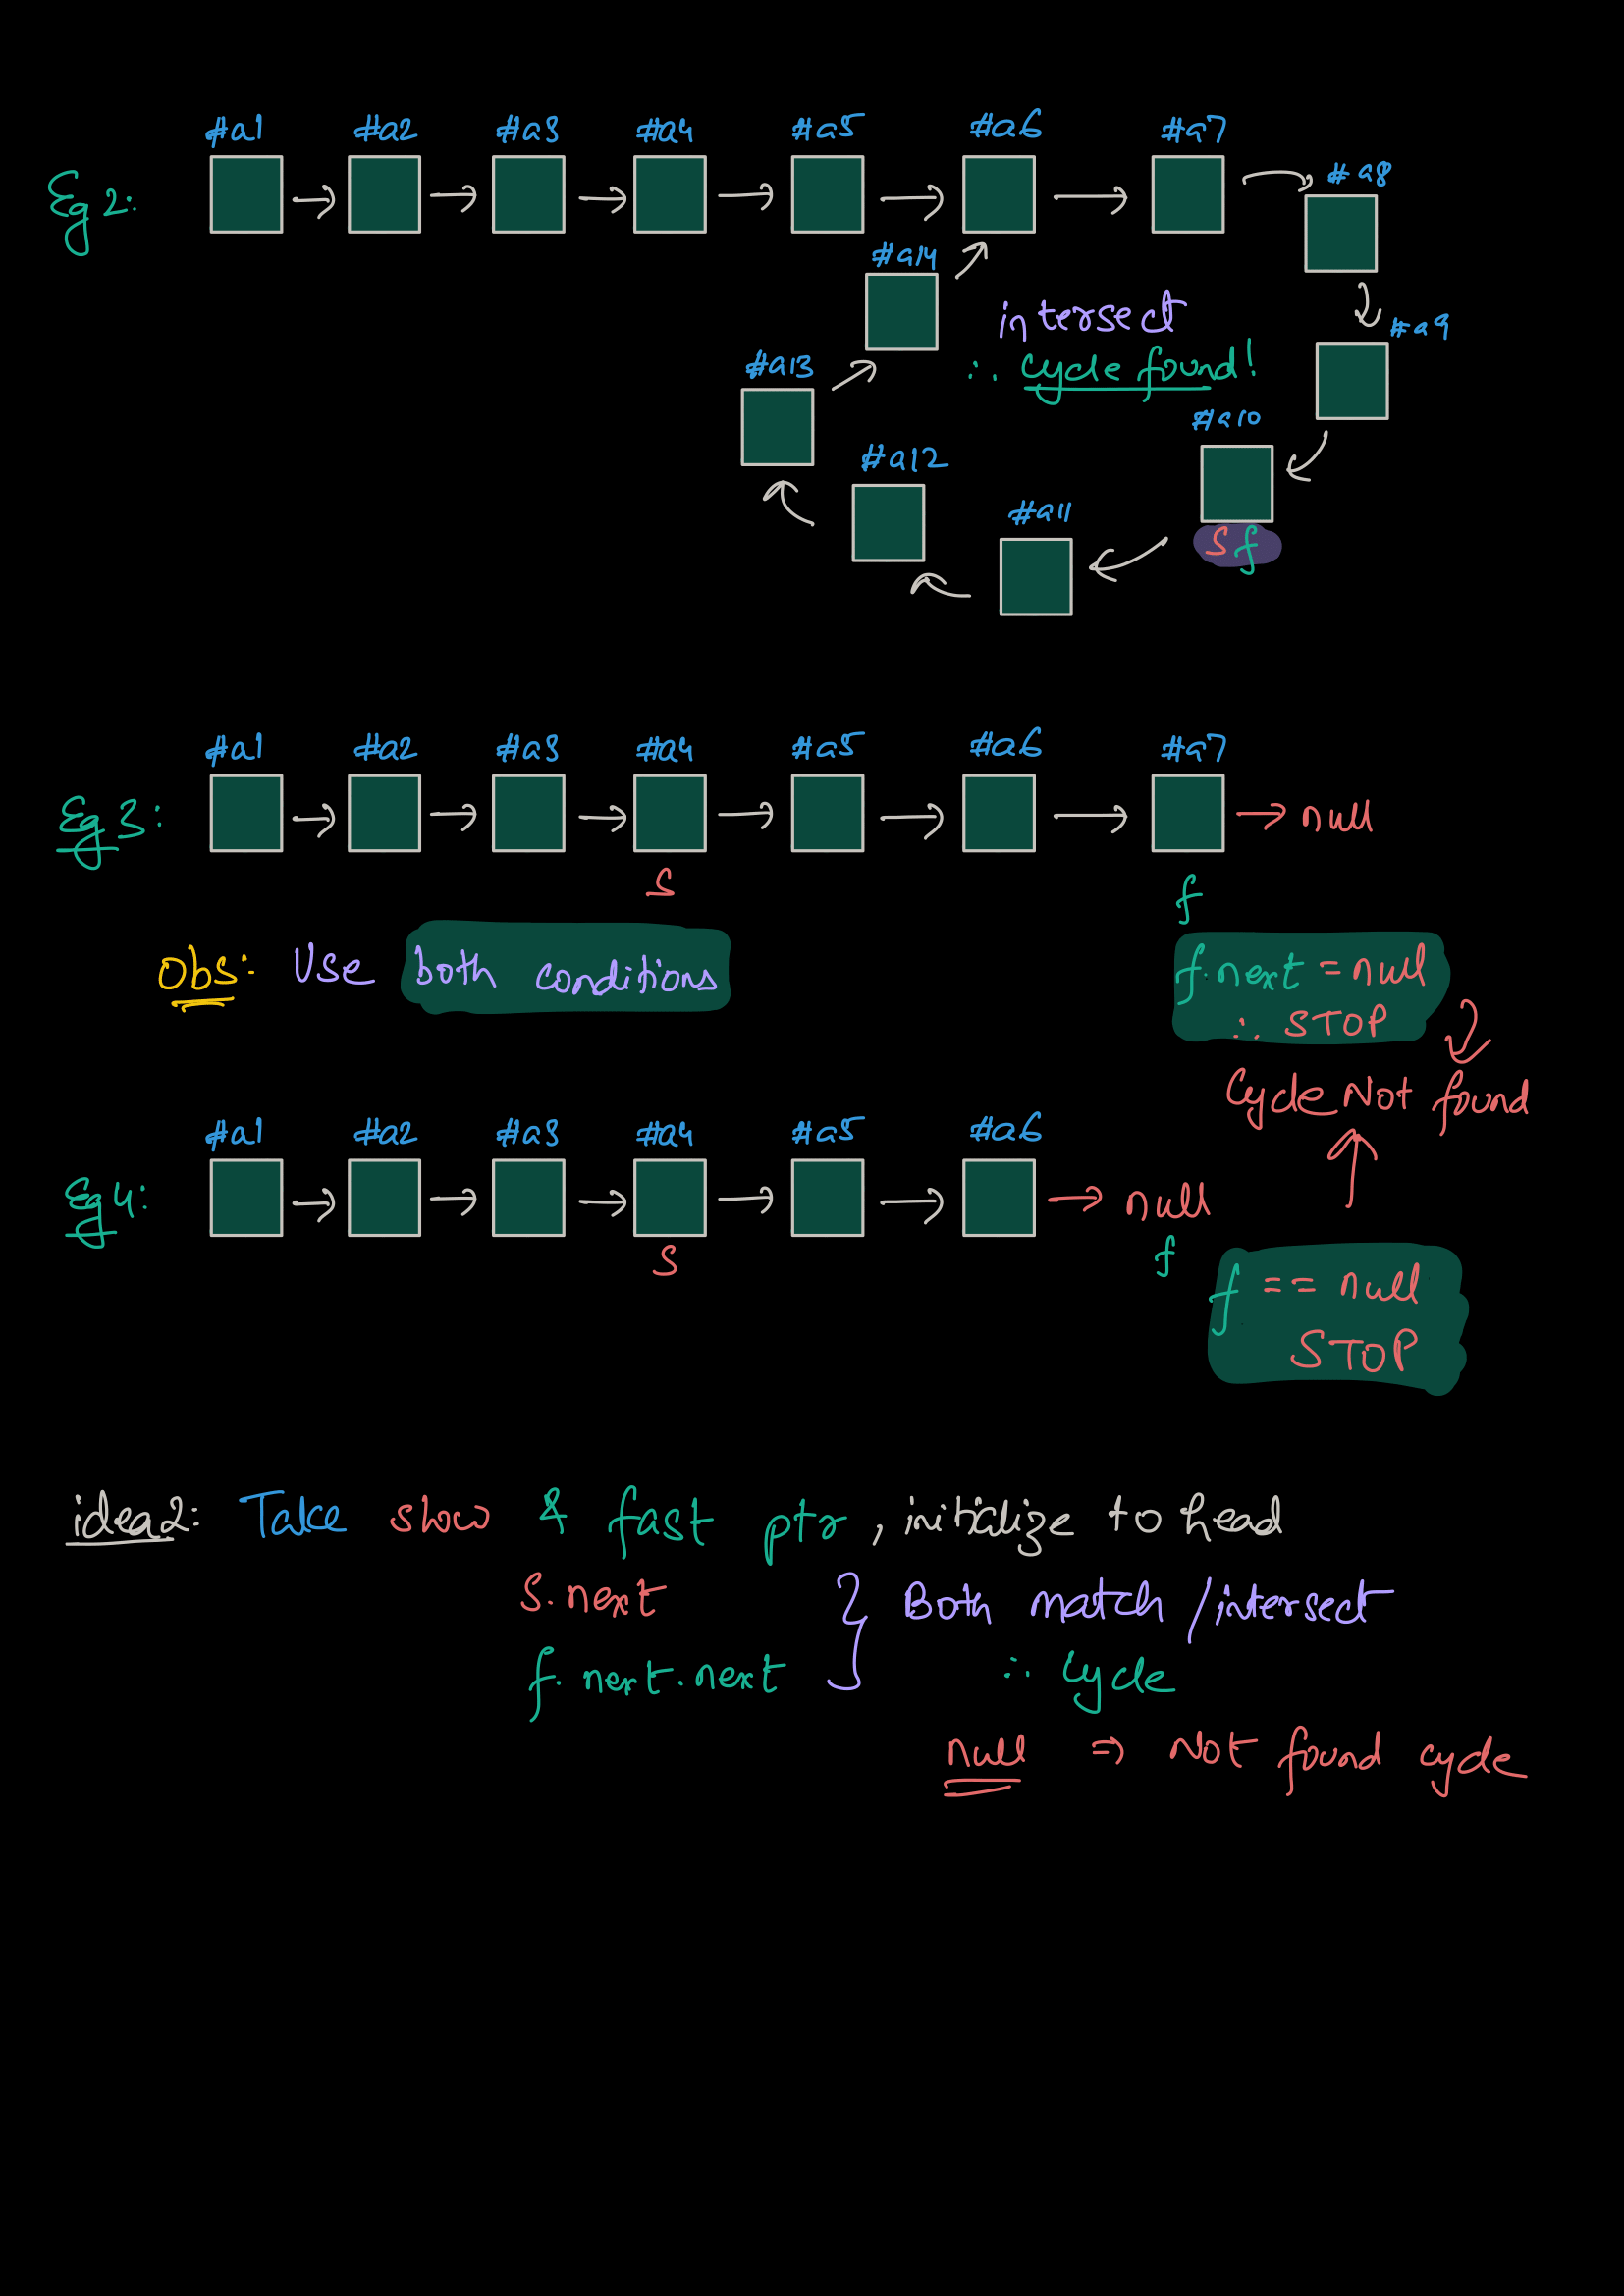 #a1 #a2 #a3 #a4 #a5 #a6 #a7
Eg 2: #a8
#a14
intersect #a9
#a13 ∴ cycle found!
#a10
#a12
#a11
s f
#a1 #a2 #a3 #a4 #a5 #a6 #a7
Eg 3: → null
s f
Obs: Use both conditions f.next = null
∴ STOP
Cycle Not found
#a1 #a2 #a3 #a4 #a5 #a6
Eg 4: → null
s f
f == null
STOP
idea2: Take slow & fast ptr, initialize to head
s.next } Both match / intersect
f.next.next ∴ Cycle
null ⇒ Not found cycle